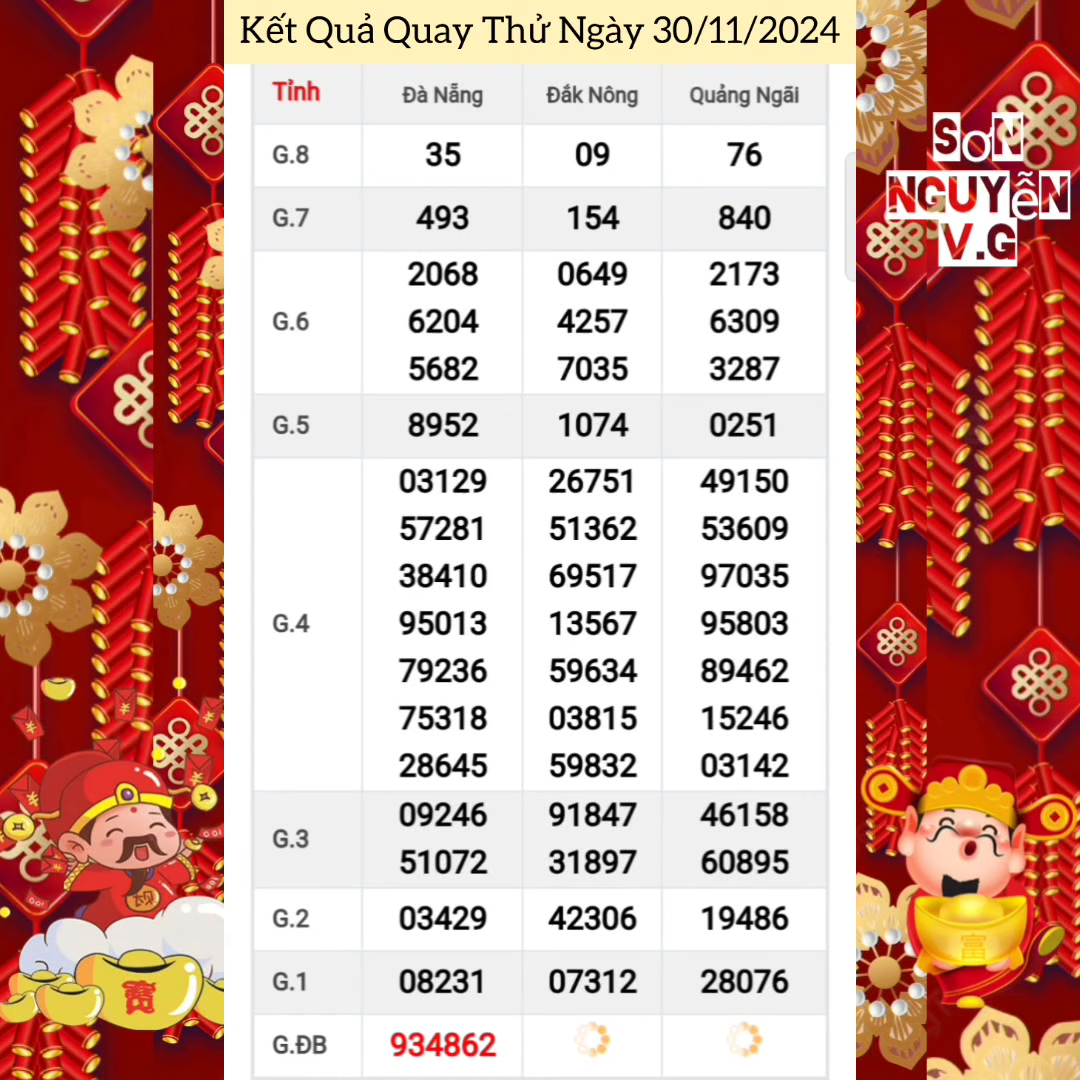 Kết Quả Quay Thử Ngày 30/11/2024
SƠN
NGUYỄN
V.G
Tỉnh Đà Nẵng Đắk Nông Quảng Ngãi
G.8 35 09 76
G.7 493 154 840
G.6
2068 0649 2173
6204 4257 6309
5682 7035 3287
G.5 8952 1074 0251
G.4
03129 26751 49150
57281 51362 53609
38410 69517 97035
95013 13567 95803
79236 59634 89462
75318 03815 15246
28645 59832 03142
G.3
09246 91847 46158
51072 31897 60895
G.2 03429 42306 19486
G.1 08231 07312 28076
G.ĐB 934862
富